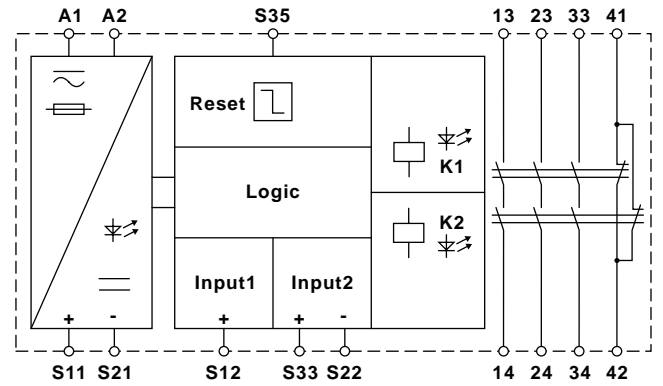 A1 A2 S35 13 23 33 41
Reset
K1
Logic
K2
Input1 Input2
+ - + + -
S11 S21 S12 S33 S22 14 24 34 42